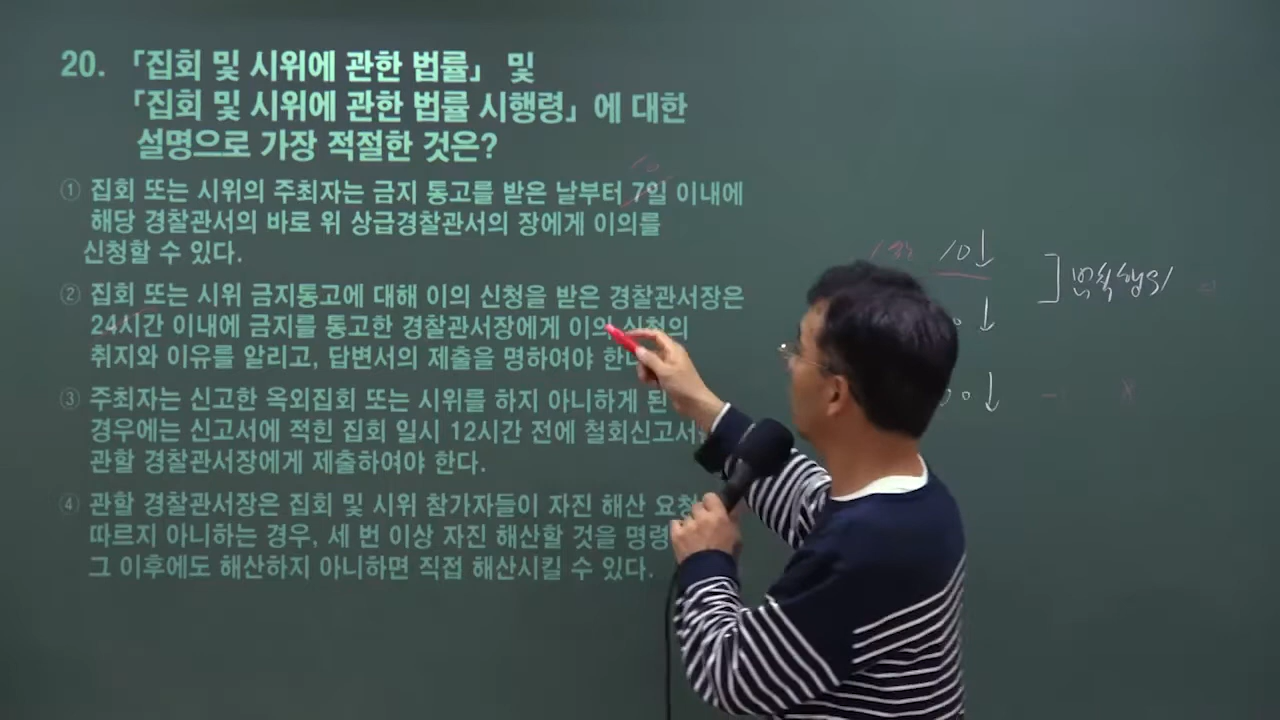 20. 「집회 및 시위에 관한 법률」 및
「집회 및 시위에 관한 법률 시행령」에 대한
설명으로 가장 적절한 것은?
10
① 집회 또는 시위의 주최자는 금지 통고를 받은 날부터 7일 이내에
해당 경찰관서의 바로 위 상급경찰관서의 장에게 이의를
신청할 수 있다.
② 집회 또는 시위 금지통고에 대해 이의 신청을 받은 경찰관서장은
24시간 이내에 금지를 통고한 경찰관서장에게 이의 신청의
취지와 이유를 알리고, 답변서의 제출을 명하여야
③ 주최자는 신고한 옥외집회 또는 시위를 하지 아니하게 된
경우에는 신고서에 적힌 집회 일시 12시간 전에 철회신고서
관할 경찰관서장에게 제출하여야 한다.
④ 관할 경찰관서장은 집회 및 시위 참가자들이 자진 해산 요청
따르지 아니하는 경우, 세 번 이상 자진 해산할 것을 명령
그 이후에도 해산하지 아니하면 직접 해산시킬 수 있다.
10↓